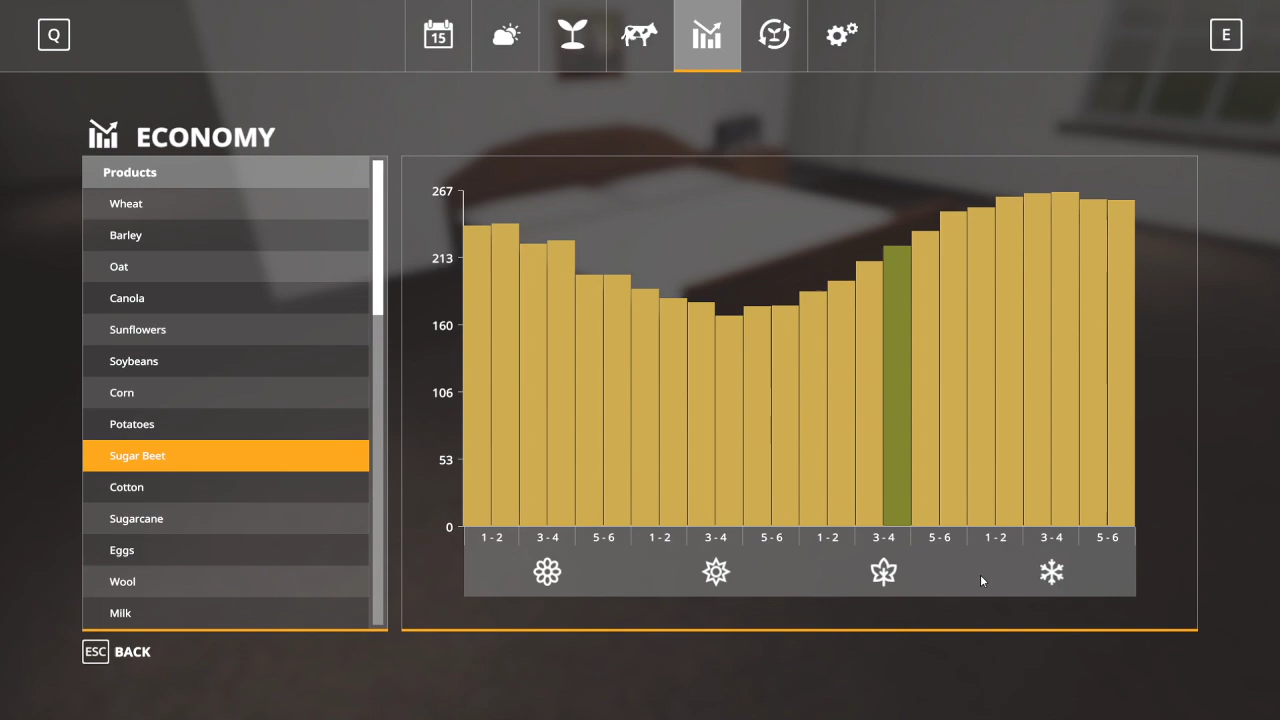 Q
15
E
ECONOMY
Products
Wheat
Barley
Oat
Canola
Sunflowers
Soybeans
Corn
Potatoes
Sugar Beet
Cotton
Sugarcane
Eggs
Wool
Milk
267
213
160
106
53
0
1 - 2 3 - 4 5 - 6 1 - 2 3 - 4 5 - 6 1 - 2 3 - 4 5 - 6 1 - 2 3 - 4 5 - 6
ESC BACK